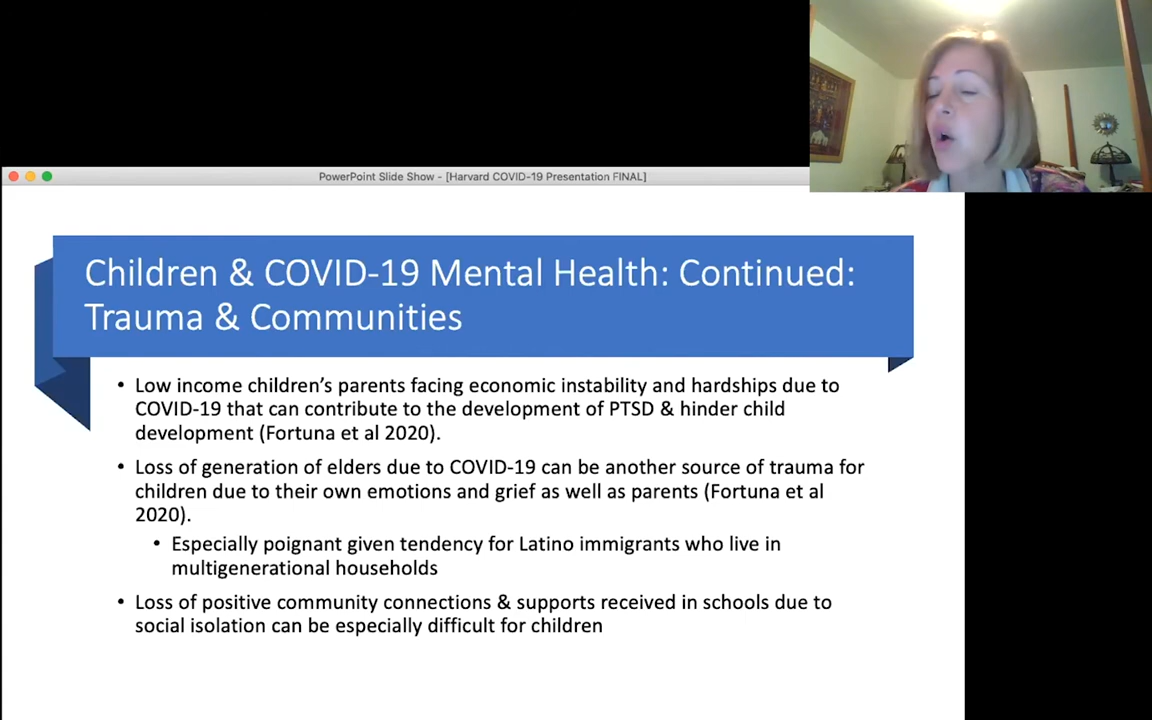 PowerPoint Slide Show - [Harvard COVID-19 Presentation FINAL]
Children & COVID-19 Mental Health: Continued:
Trauma & Communities
• Low income children's parents facing economic instability and hardships due to
COVID-19 that can contribute to the development of PTSD & hinder child
development (Fortuna et al 2020).
• Loss of generation of elders due to COVID-19 can be another source of trauma for
children due to their own emotions and grief as well as parents (Fortuna et al
2020).
• Especially poignant given tendency for Latino immigrants who live in
multigenerational households
• Loss of positive community connections & supports received in schools due to
social isolation can be especially difficult for children